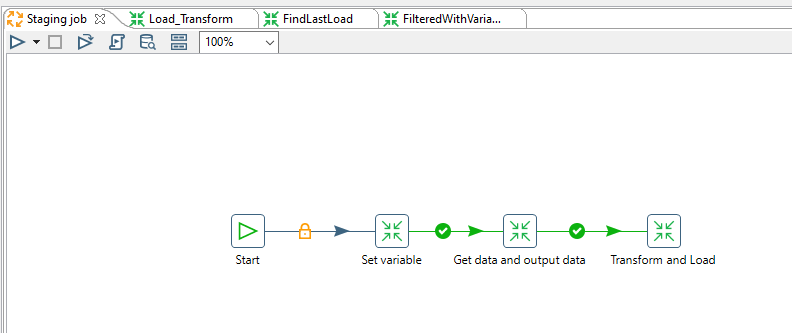 Staging job
Load_Transform
FindLastLoad
FilteredWithVaria...
100%
Start
Set variable
Get data and output data
Transform and Load